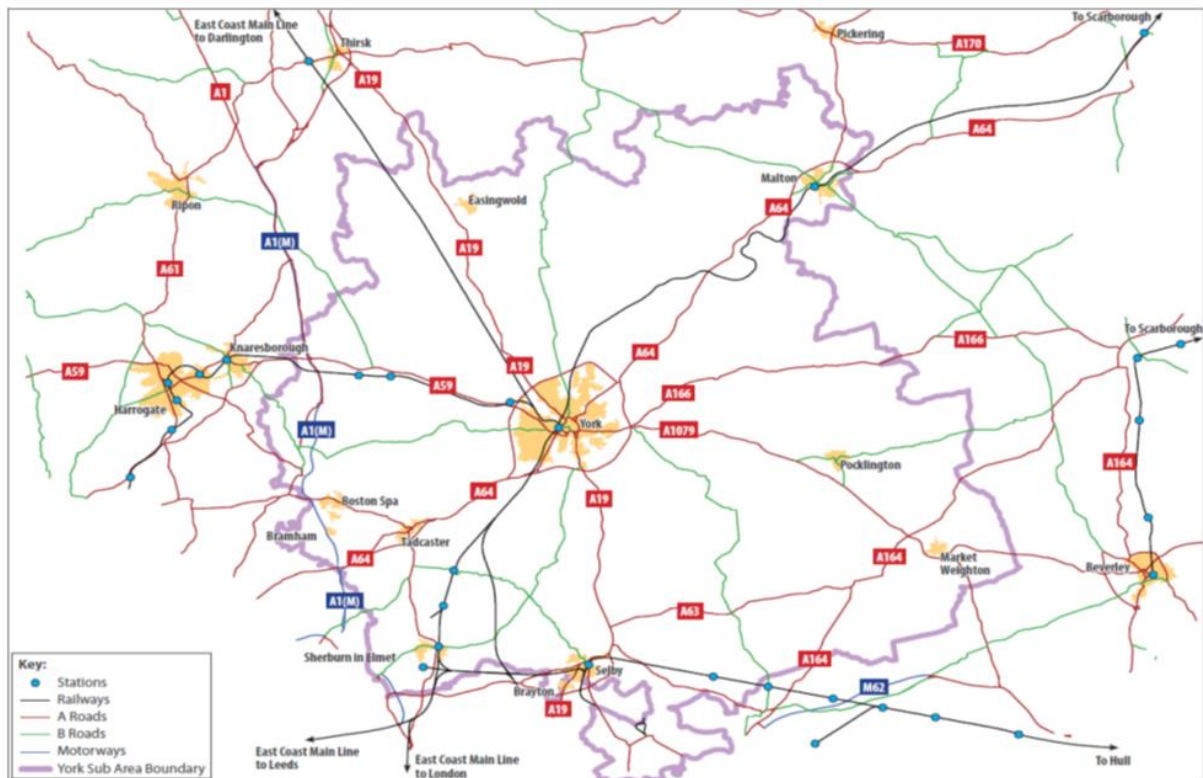 East Coast Main Line
to Darlington
Thirsk
Pickering
To Scarborough
A170
A1
A19
A64
Malton
Ripon
Easingwold
A64
A1(M)
A19
A61
To Scarborough
Knaresborough
A166
A59
A19
A64
A59
A166
Harrogate
York
A1079
A1(M)
Pocklington
A164
A64
A19
Boston Spa
Bramham
Tadcaster
A64
A164
Market
Weighton
Beverley
A1(M)
A63
Sherburn in Elmet
Selby
A164
Brayton
M62
A19
East Coast Main Line
to Leeds
East Coast Main Line
to London
To Hull
Key:
Stations
Railways
A Roads
B Roads
Motorways
York Sub Area Boundary